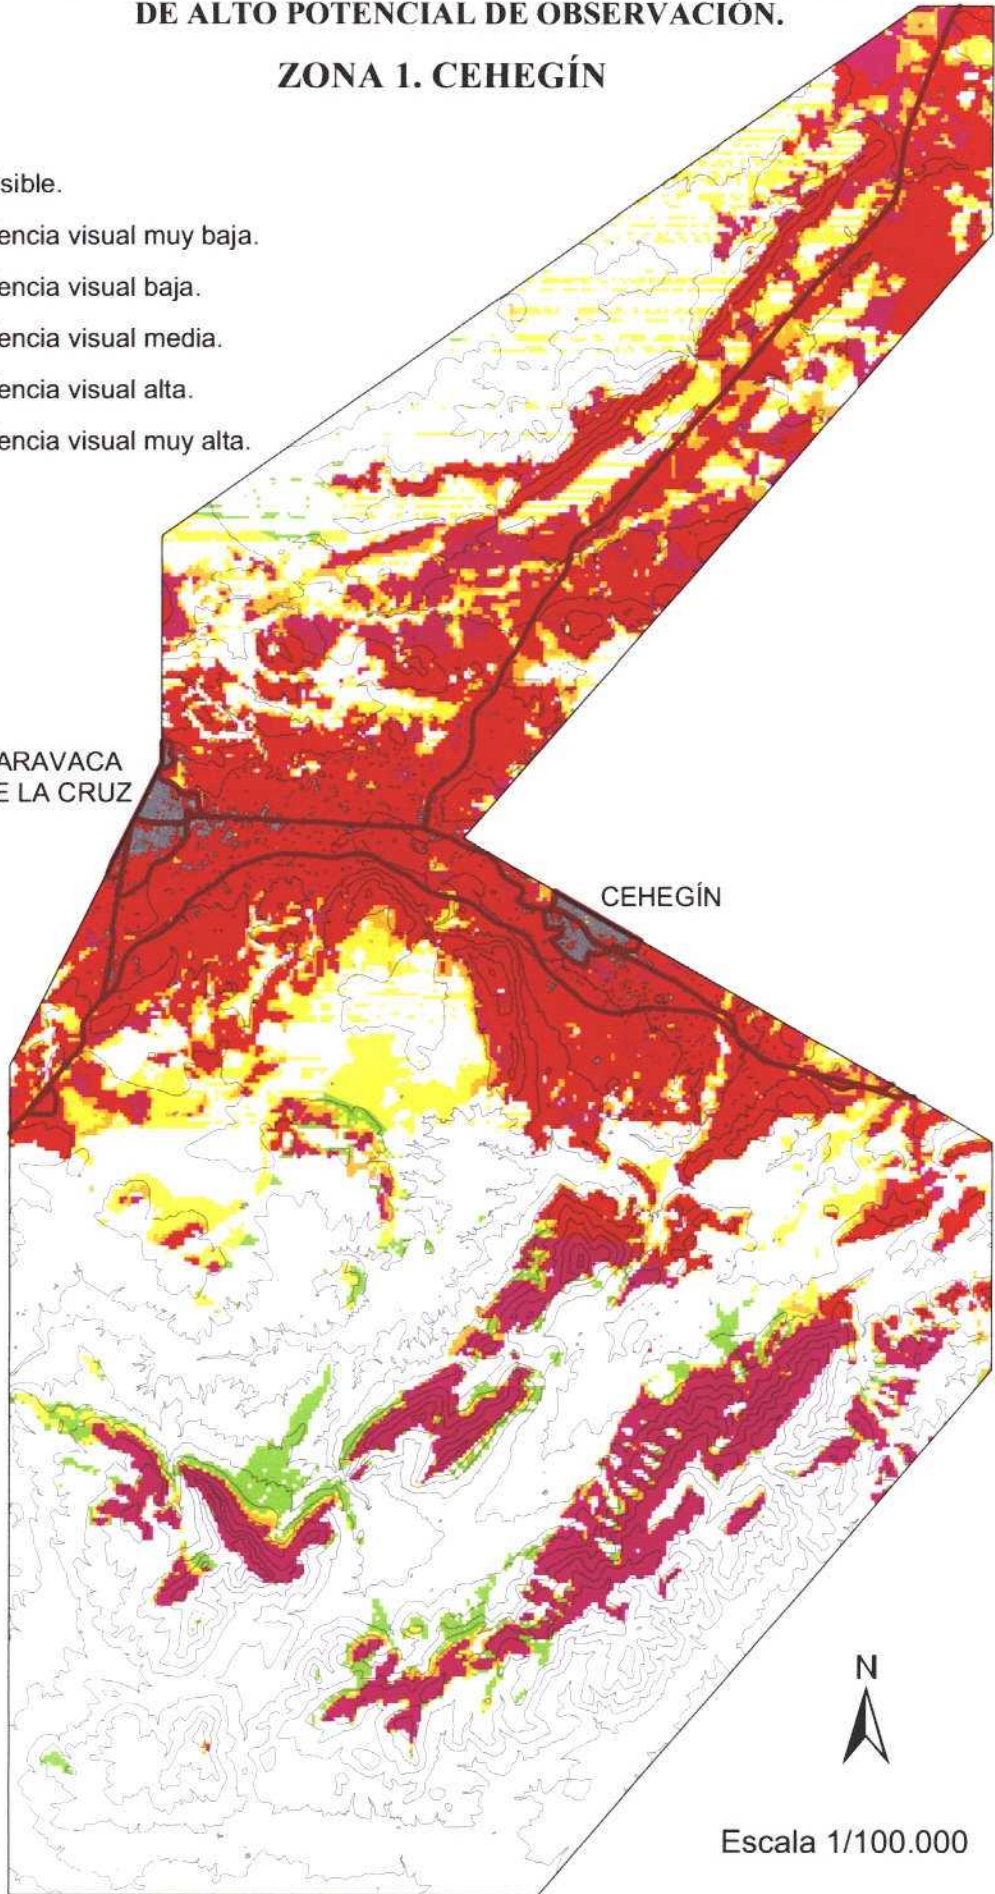 DE ALTO POTENCIAL DE OBSERVACIÓN.
ZONA 1. CEHEGÍN
sible.
encia visual muy baja.
encia visual baja.
encia visual media.
encia visual alta.
encia visual muy alta.
ARAVACA
E LA CRUZ
CEHEGÍN
N
Escala 1/100.000